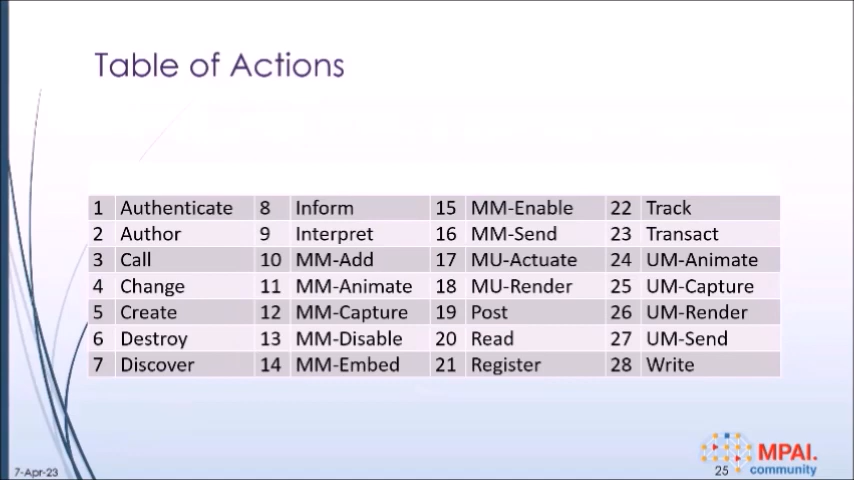 Table of Actions
1 Authenticate 8 Inform 15 MM-Enable 22 Track
2 Author 9 Interpret 16 MM-Send 23 Transact
3 Call 10 MM-Add 17 MU-Actuate 24 UM-Animate
4 Change 11 MM-Animate 18 MU-Render 25 UM-Capture
5 Create 12 MM-Capture 19 Post 26 UM-Render
6 Destroy 13 MM-Disable 20 Read 27 UM-Send
7 Discover 14 MM-Embed 21 Register 28 Write
7-Apr-23
25
MPAI.
community